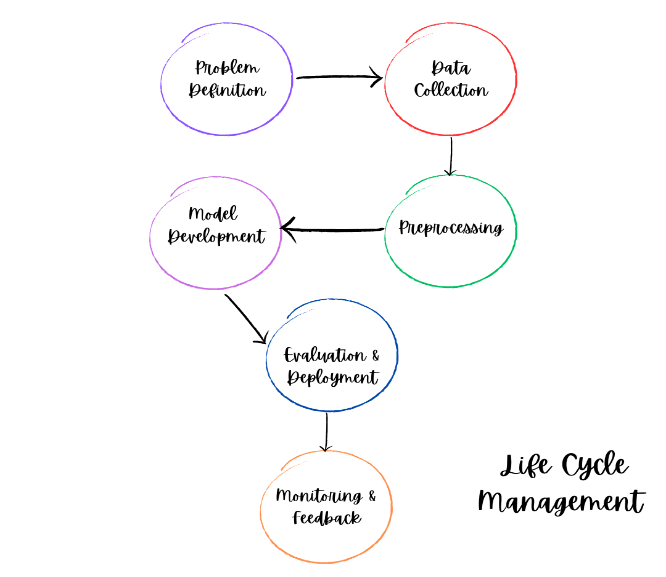 Problem
Definition
Data
Collection
Preprocessing
Model
Development
Evaluation &
Deployment
Monitoring &
Feedback
Life Cycle
Management